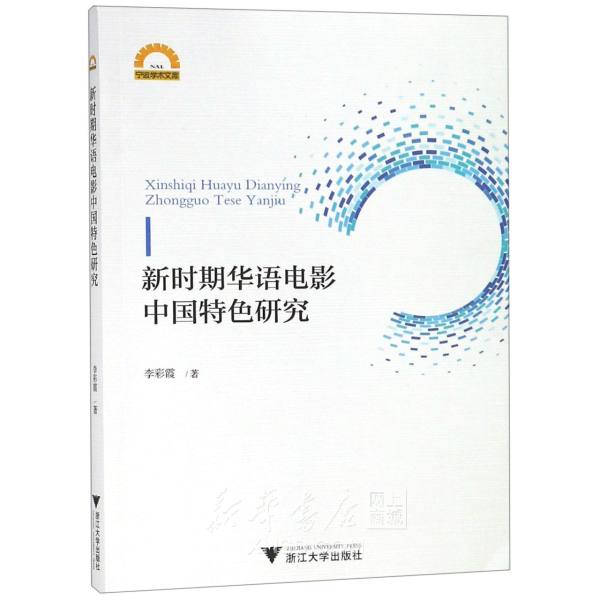 NAL
宁波学术文库
Xinshiqi Huayu Dianying
Zhongguo Tese Yanjiu
新时期华语电影
中国特色研究
李彩霞 / 著
新华书店
网上
商城
ZHEJIANG UNIVERSITY PRESS
浙江大学出版社
新时期华语电影中国特色研究
李彩霞 / 著
浙江大学出版社